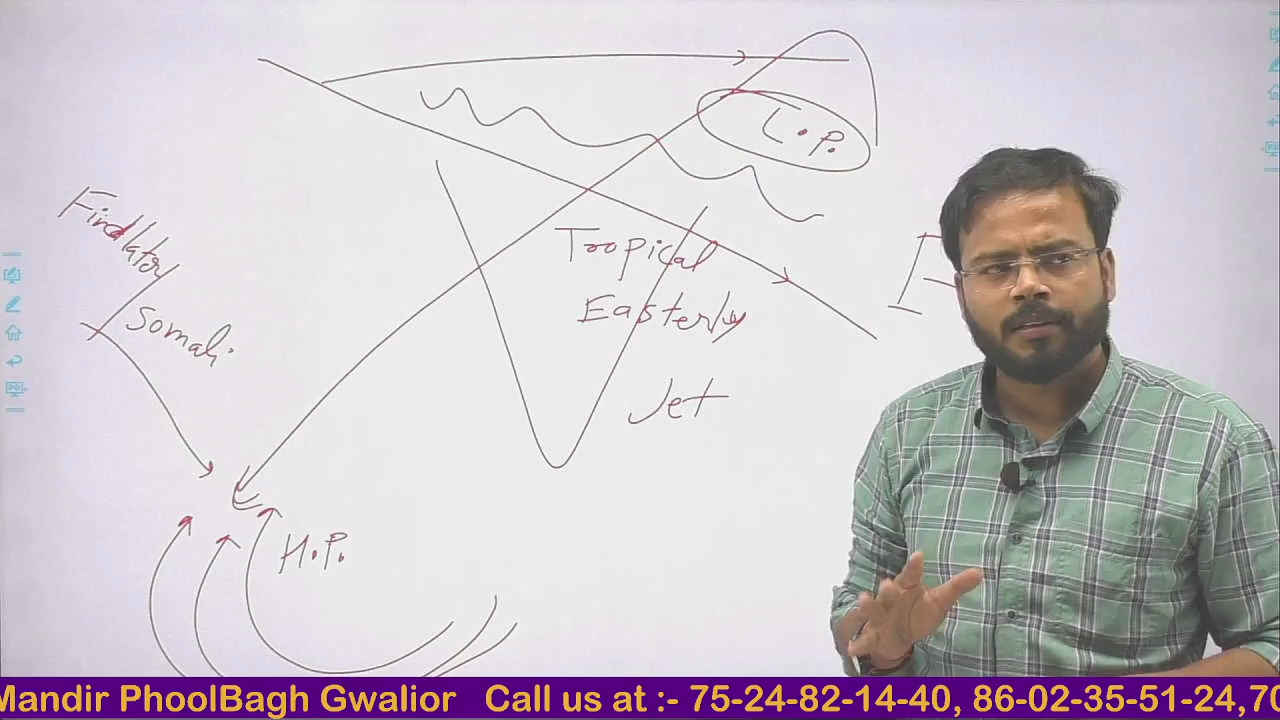 L.P.
Findlater
Somali
Tropical
Easterly
Jet
H.P.
Mandir PhoolBagh Gwalior Call us at :- 75-24-82-14-40, 86-02-35-51-24,70